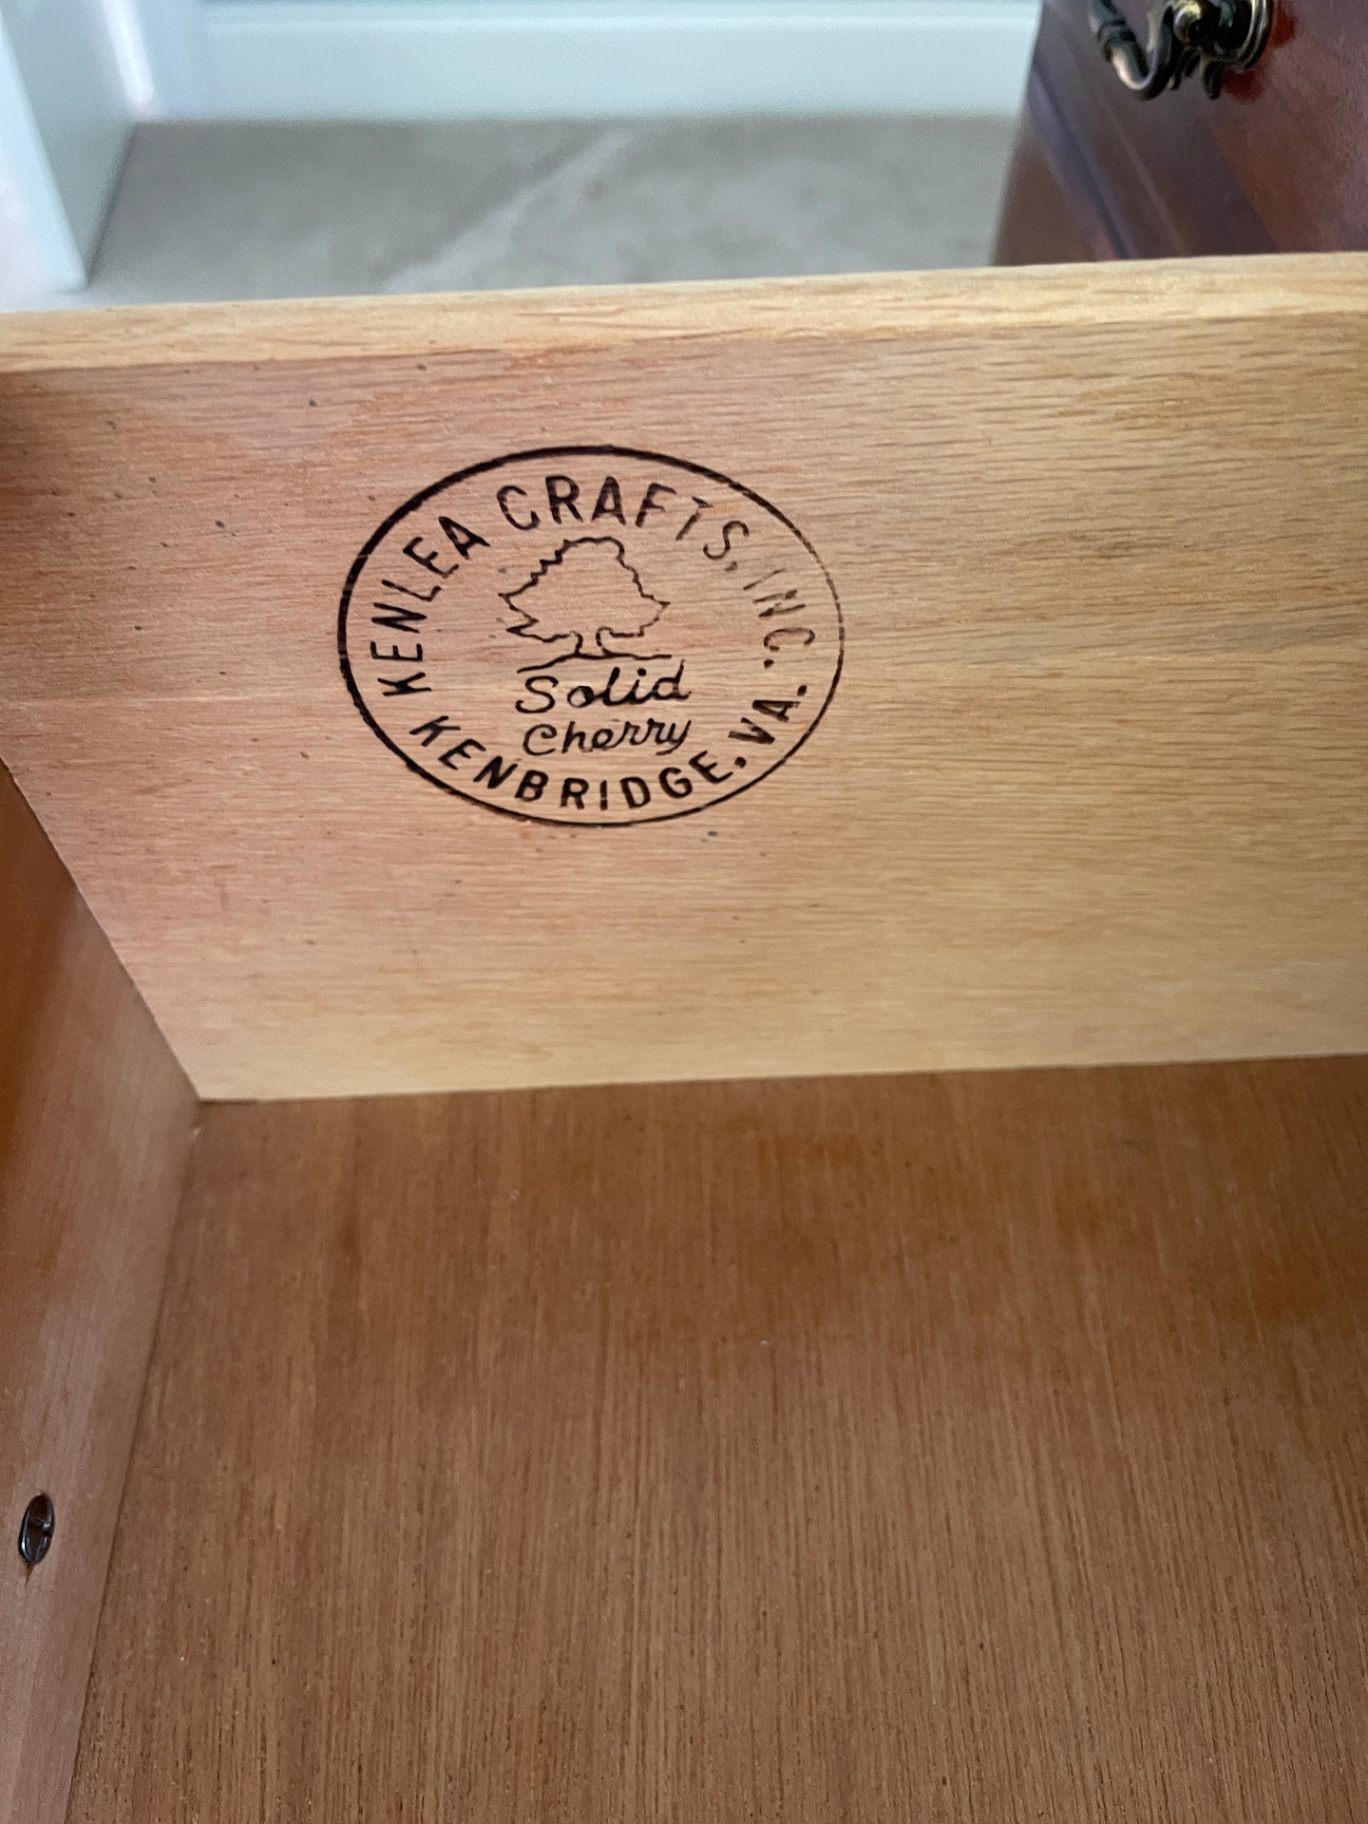 KENLEA CRAFTS, INC.
Solid
Cherry
KENBRIDGE, VA.